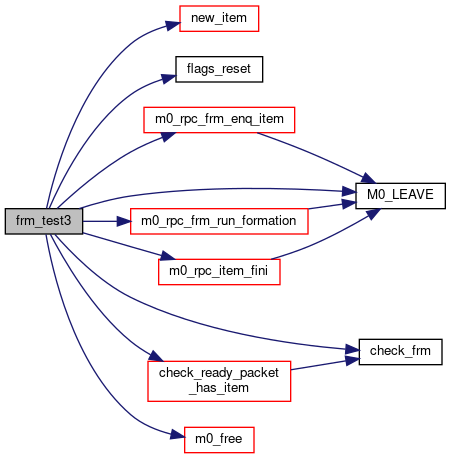 new_item
flags_reset
m0_rpc_frm_enq_item
M0_LEAVE
frm_test3
m0_rpc_frm_run_formation
m0_rpc_item_fini
check_frm
check_ready_packet
_has_item
m0_free